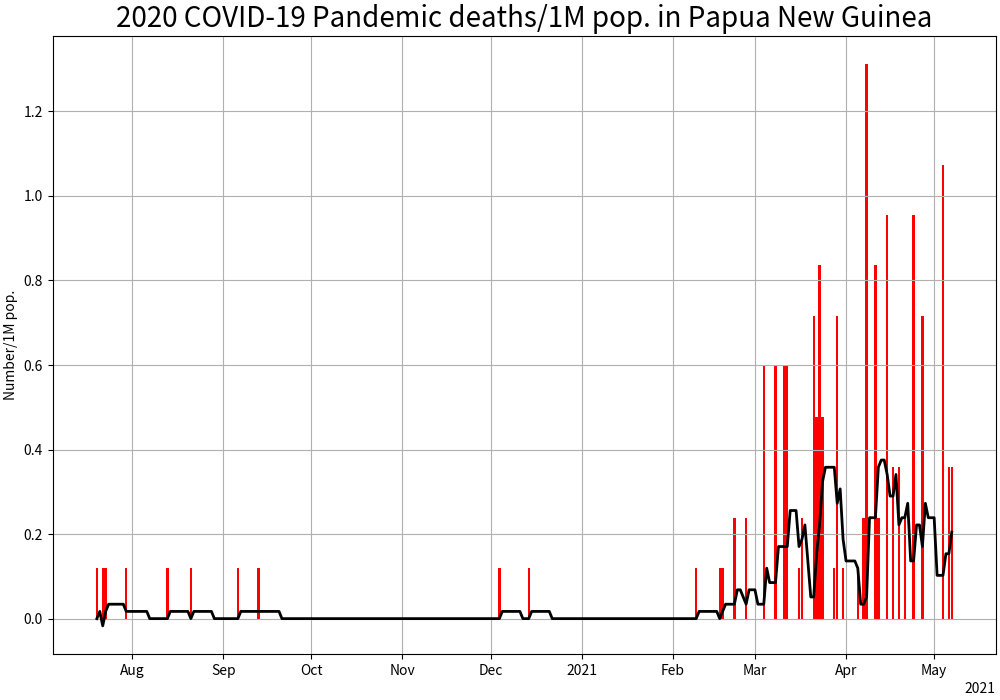 2020 COVID-19 Pandemic deaths/1M pop. in Papua New Guinea
Number/1M pop.
1.2
1.0
0.8
0.6
0.4
0.2
0.0
Aug Sep Oct Nov Dec 2021 Feb Mar Apr May
2021